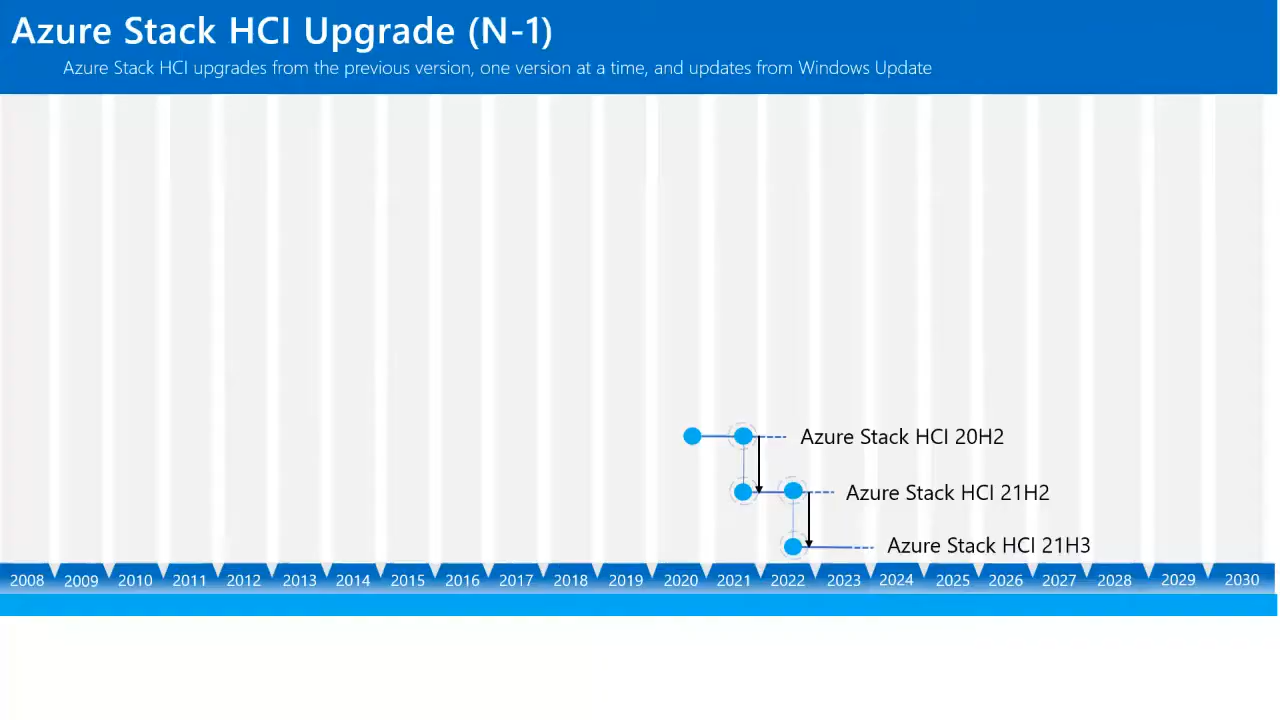 Azure Stack HCI Upgrade (N-1)
Azure Stack HCI upgrades from the previous version, one version at a time, and updates from Windows Update
Azure Stack HCI 20H2
Azure Stack HCI 21H2
Azure Stack HCI 21H3
2008 2009 2010 2011 2012 2013 2014 2015 2016 2017 2018 2019 2020 2021 2022 2023 2024 2025 2026 2027 2028 2029 2030